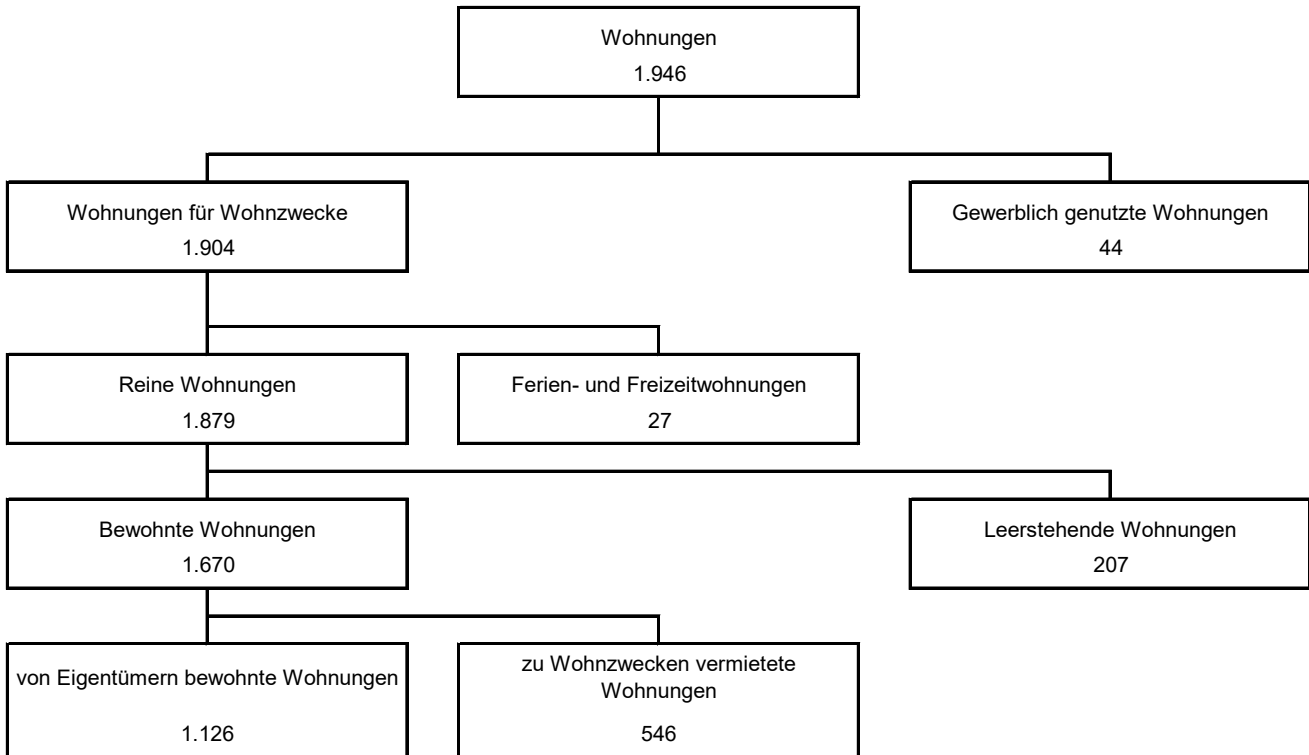 Wohnungen
1.946
Wohnungen für Wohnzwecke
1.904
Gewerblich genutzte Wohnungen
44
Reine Wohnungen
1.879
Ferien- und Freizeitwohnungen
27
Bewohnte Wohnungen
1.670
Leerstehende Wohnungen
207
von Eigentümern bewohnte Wohnungen
1.126
zu Wohnzwecken vermietete
Wohnungen
546